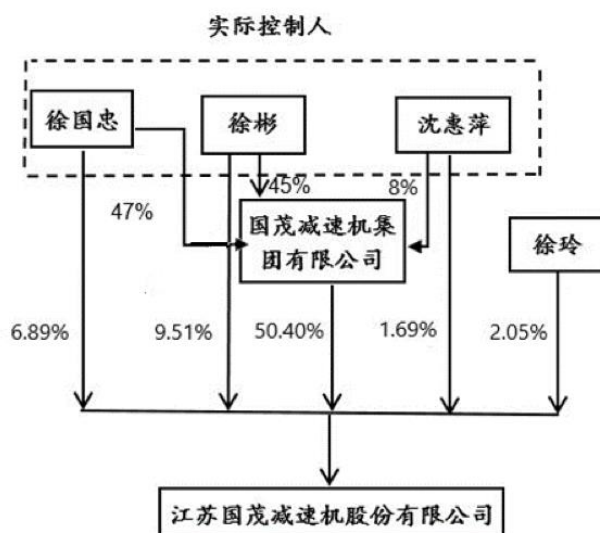 实际控制人
徐国忠
徐彬
沈惠萍
45%
8%
47%
国茂减速机集
团有限公司
徐玲
6.89%
9.51%
50.40%
1.69%
2.05%
江苏国茂减速机股份有限公司